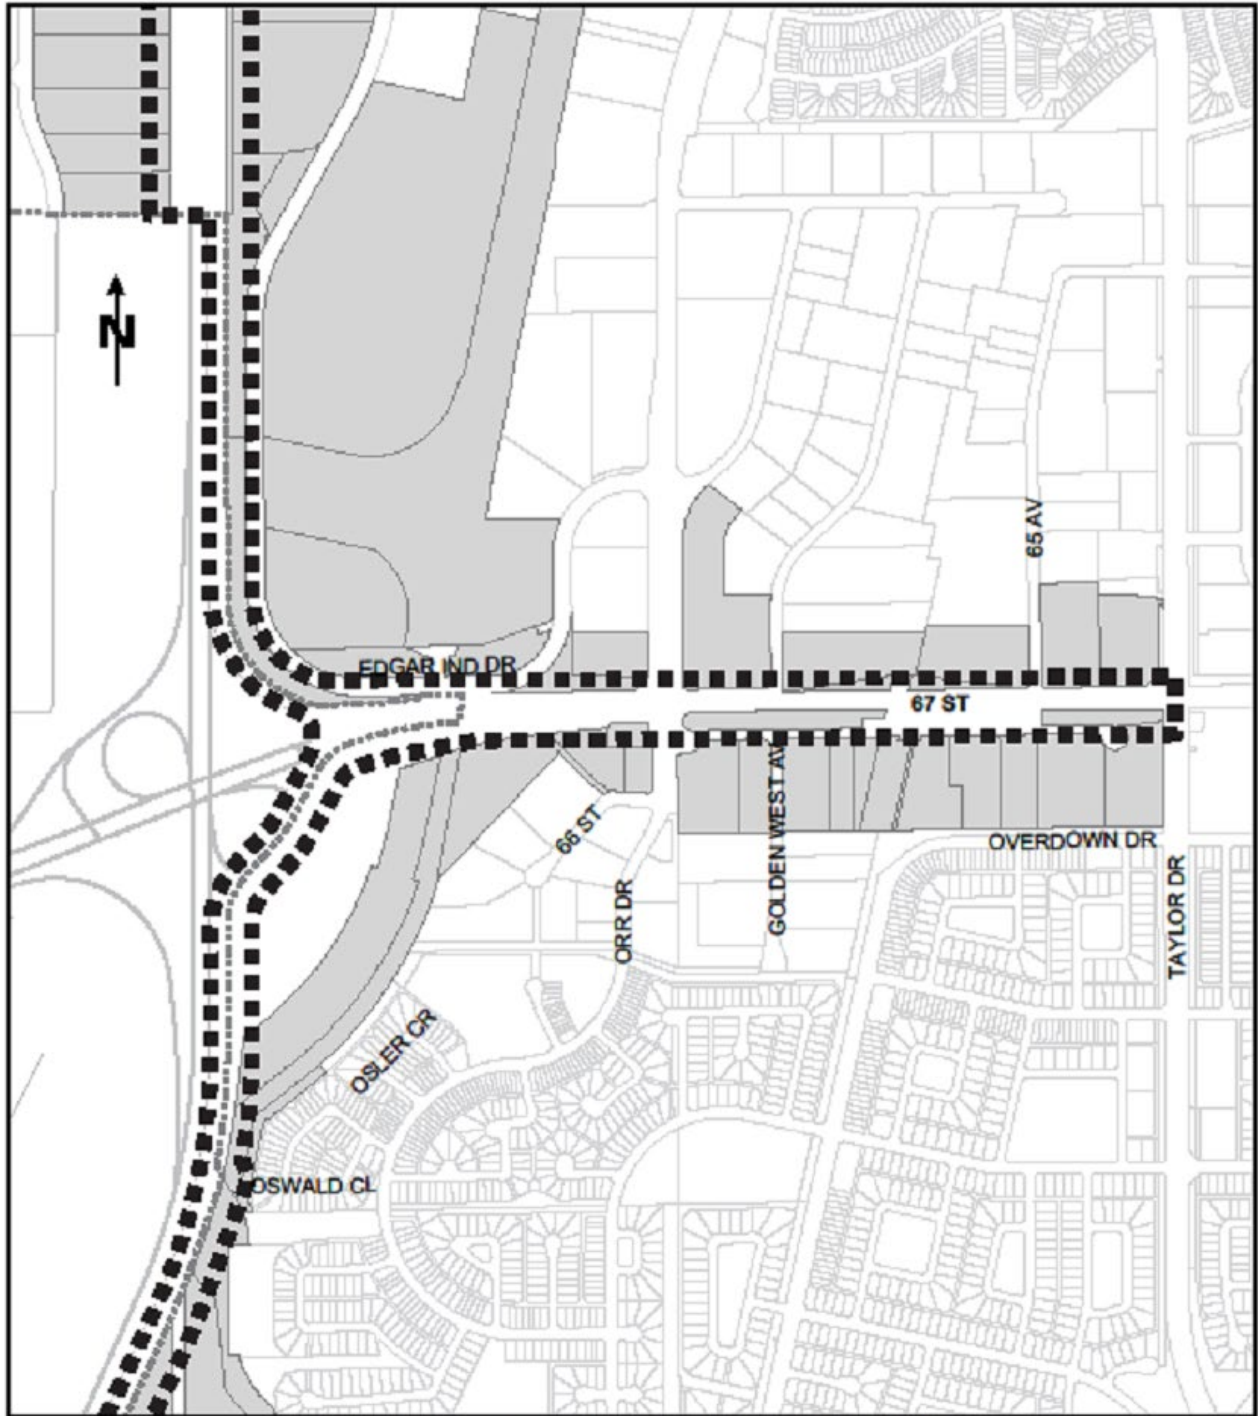 N
65 AV
EDGAR IND DR
67 ST
GOLDEN WEST AV
66 ST
OVERDOWN DR
ORR DR
TAYLOR DR
OSLER CR
OSWALD CL